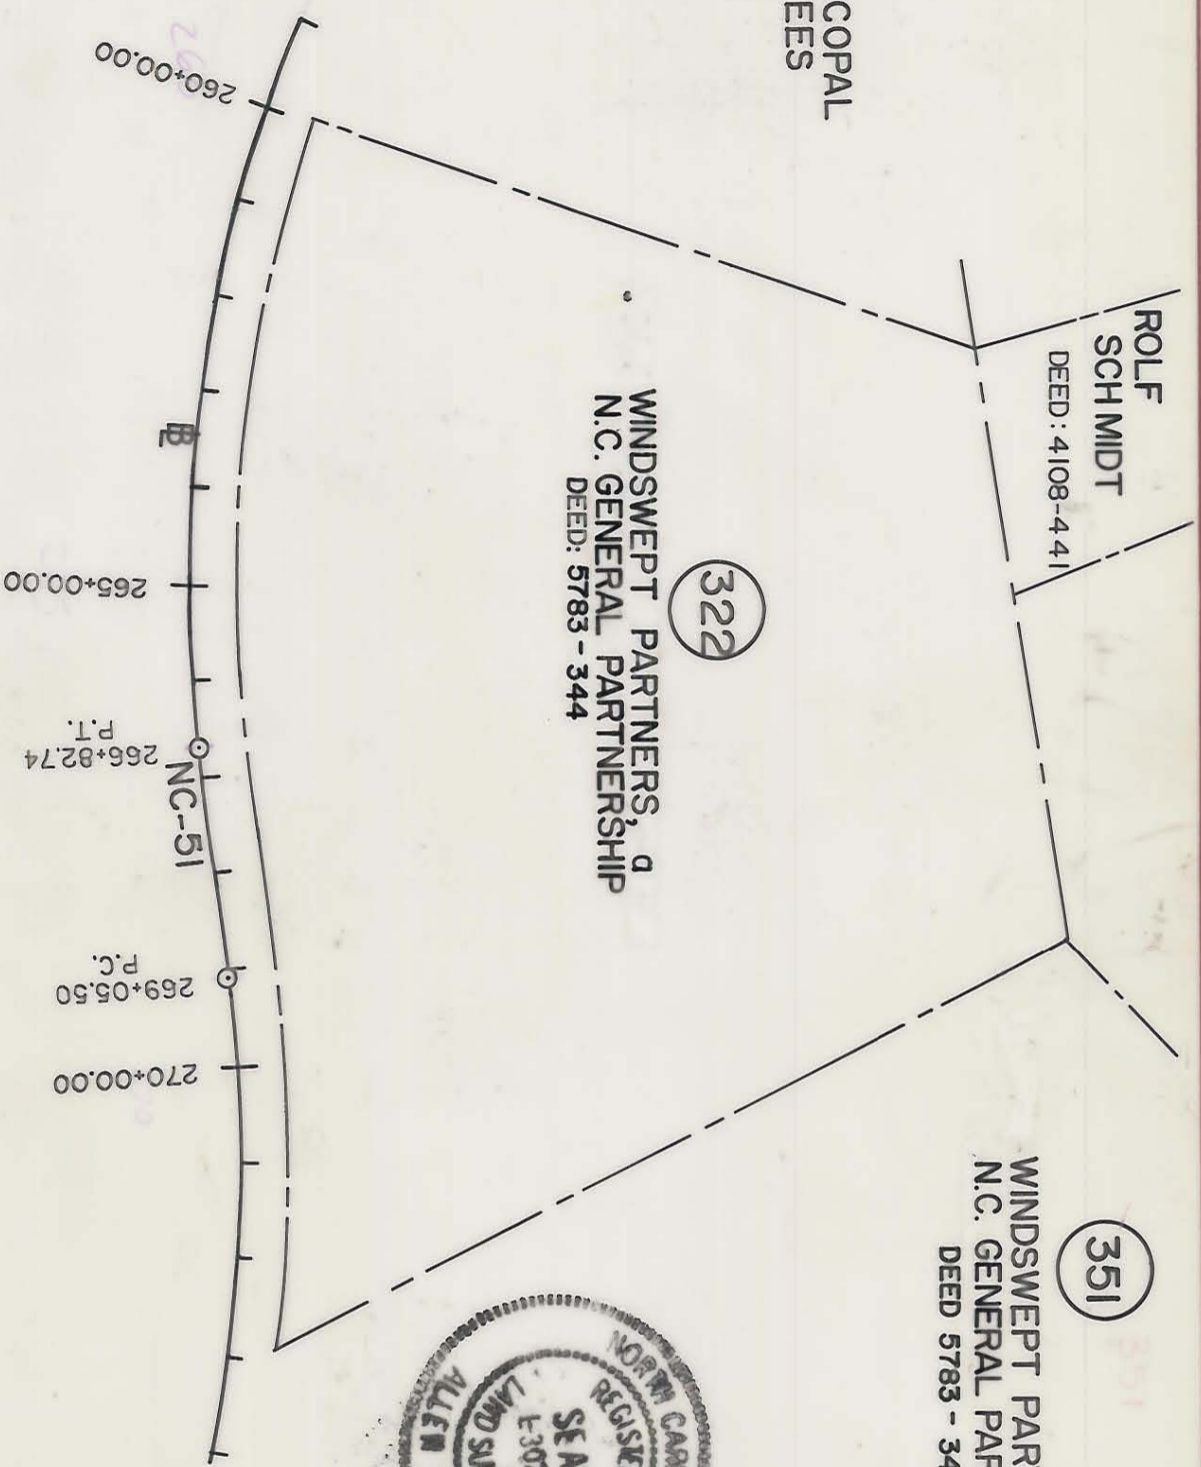 COPAL
EES
ROLF
SCHMIDT
DEED: 4108-441
322
WINDSWEPT PARTNERS, a
N.C. GENERAL PARTNERSHIP
DEED: 5783-344
351
WINDSWEPT PAR
N.C. GENERAL PAR
DEED 5783-34
260+00.00
265+00.00
266+82.74
P.T.
NC-51
269+05.50
P.C.
270+00.00
NORTH CAR
REGISTE
SEA
L-30
LAND SU
ALLEN